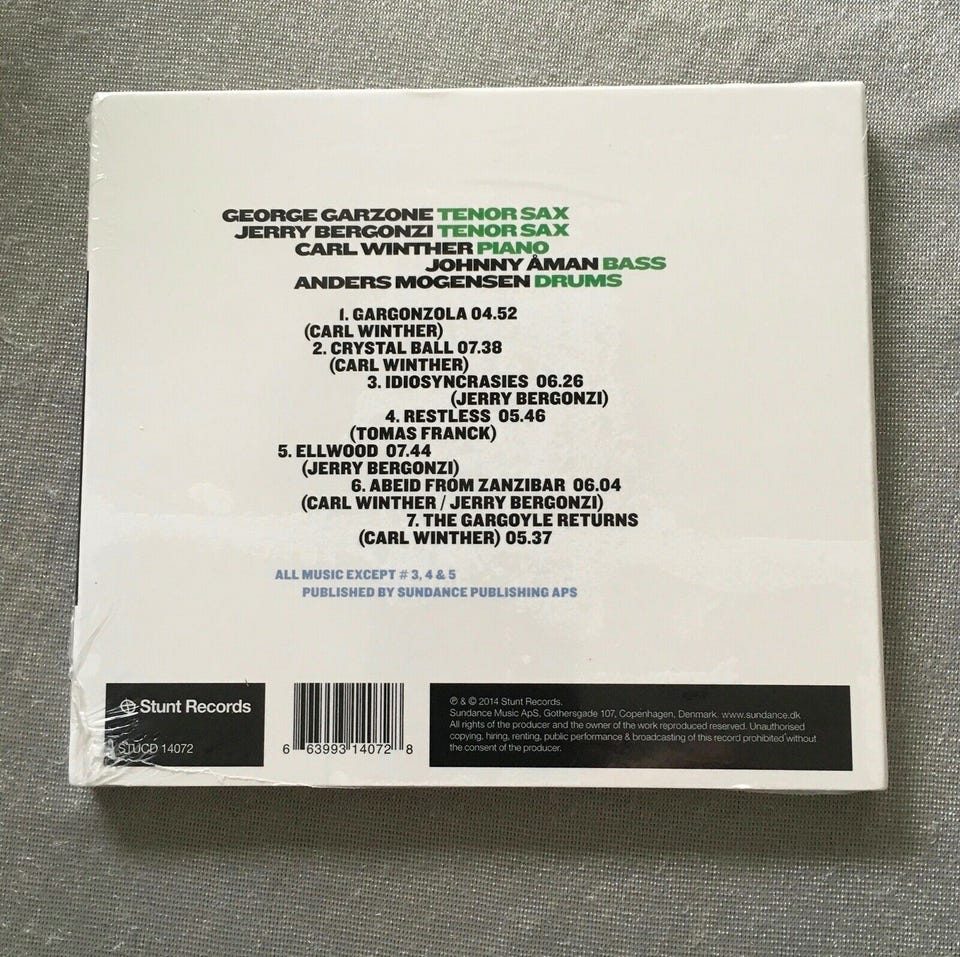 GEORGE GARZONE TENOR SAX
JERRY BERGONZI TENOR SAX
CARL WINTHER PIANO
JOHNNY ÅMAN BASS
ANDERS MOGENSEN DRUMS
1. GARGONZOLA 04.52
(CARL WINTHER)
2. CRYSTAL BALL 07.38
(CARL WINTHER)
3. IDIOSYNCRASIES 06.26
(JERRY BERGONZI)
4. RESTLESS 05.46
(TOMAS FRANCK)
5. ELLWOOD 07.44
(JERRY BERGONZI)
6. ABEID FROM ZANZIBAR 06.04
(CARL WINTHER / JERRY BERGONZI)
7. THE GARGOYLE RETURNS
(CARL WINTHER) 05.37
ALL MUSIC EXCEPT # 3, 4 & 5
PUBLISHED BY SUNDANCE PUBLISHING APS
Stunt Records
STUCD 14072
6 63993 14072 8
℗ & © 2014 Stunt Records.
Sundance Music ApS, Gothersgade 107, Copenhagen, Denmark. www.sundance.dk
All rights of the producer and the owner of the work reproduced reserved. Unauthorised
copying, hiring, renting, public performance & broadcasting of this record prohibited without
the consent of the producer.